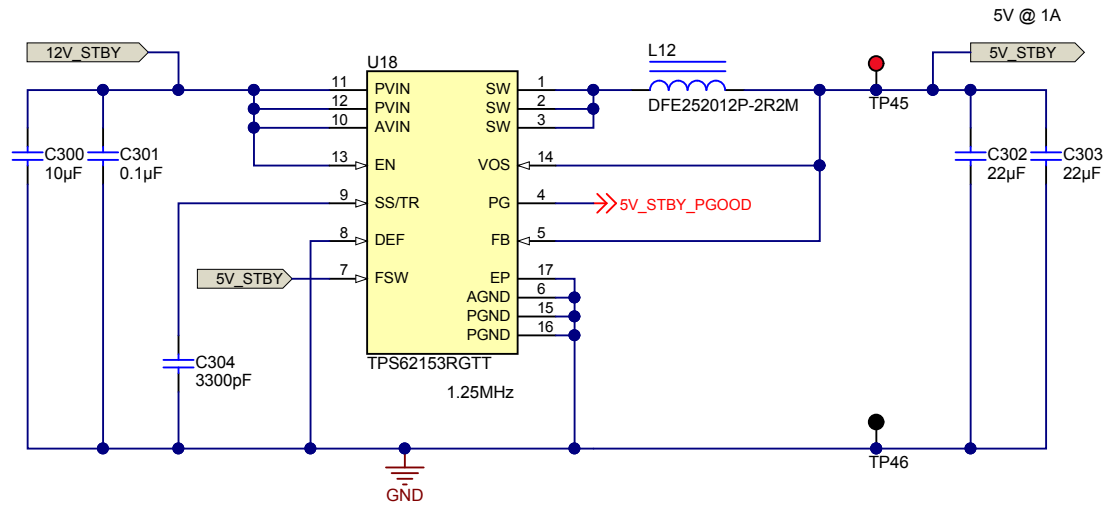 5V @ 1A
12V_STBY
5V_STBY
U18
L12
11 PVIN SW 1
12 PVIN SW 2
10 AVIN SW 3
DFE252012P-2R2M
TP45
C300
10µF
C301
0.1µF
13 EN VOS 14
C302
22µF
C303
22µF
9 SS/TR PG 4
5V_STBY_PGOOD
8 DEF FB 5
5V_STBY
7 FSW EP 17
AGND 6
PGND 15
PGND 16
C304
3300pF
TPS62153RGTT
1.25MHz
TP46
GND